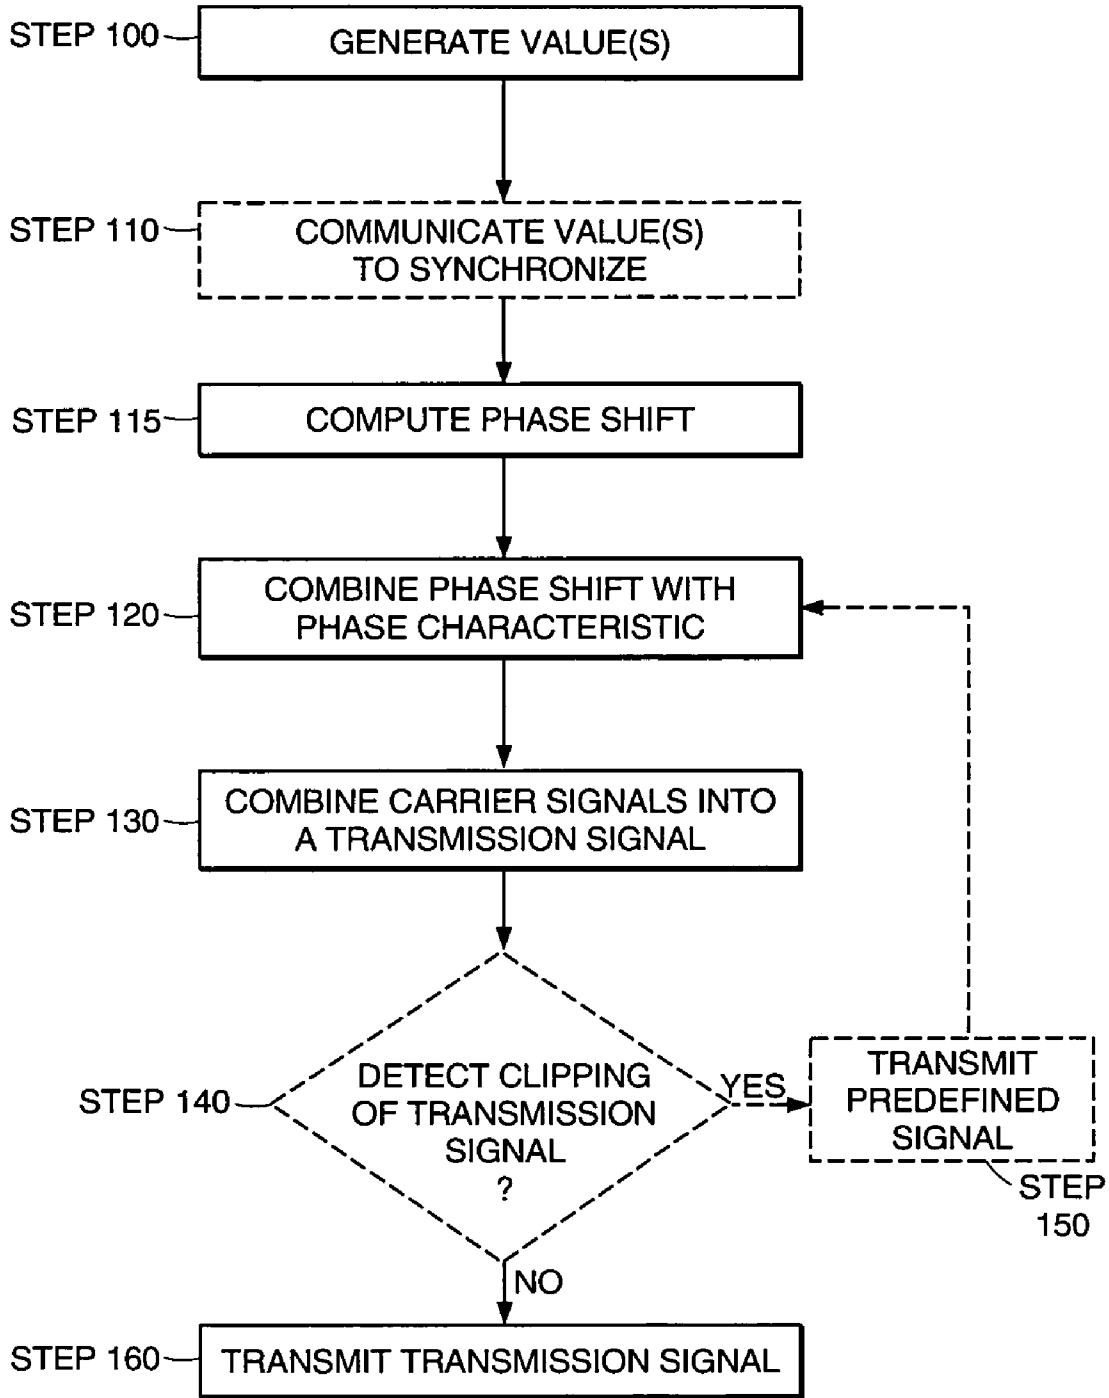 STEP 100
GENERATE VALUE(S)
STEP 110
COMMUNICATE VALUE(S)
TO SYNCHRONIZE
STEP 115
COMPUTE PHASE SHIFT
STEP 120
COMBINE PHASE SHIFT WITH
PHASE CHARACTERISTIC
STEP 130
COMBINE CARRIER SIGNALS INTO
A TRANSMISSION SIGNAL
STEP 140
DETECT CLIPPING
OF TRANSMISSION
SIGNAL
?
YES
TRANSMIT
PREDEFINED
SIGNAL
STEP
150
NO
STEP 160
TRANSMIT TRANSMISSION SIGNAL